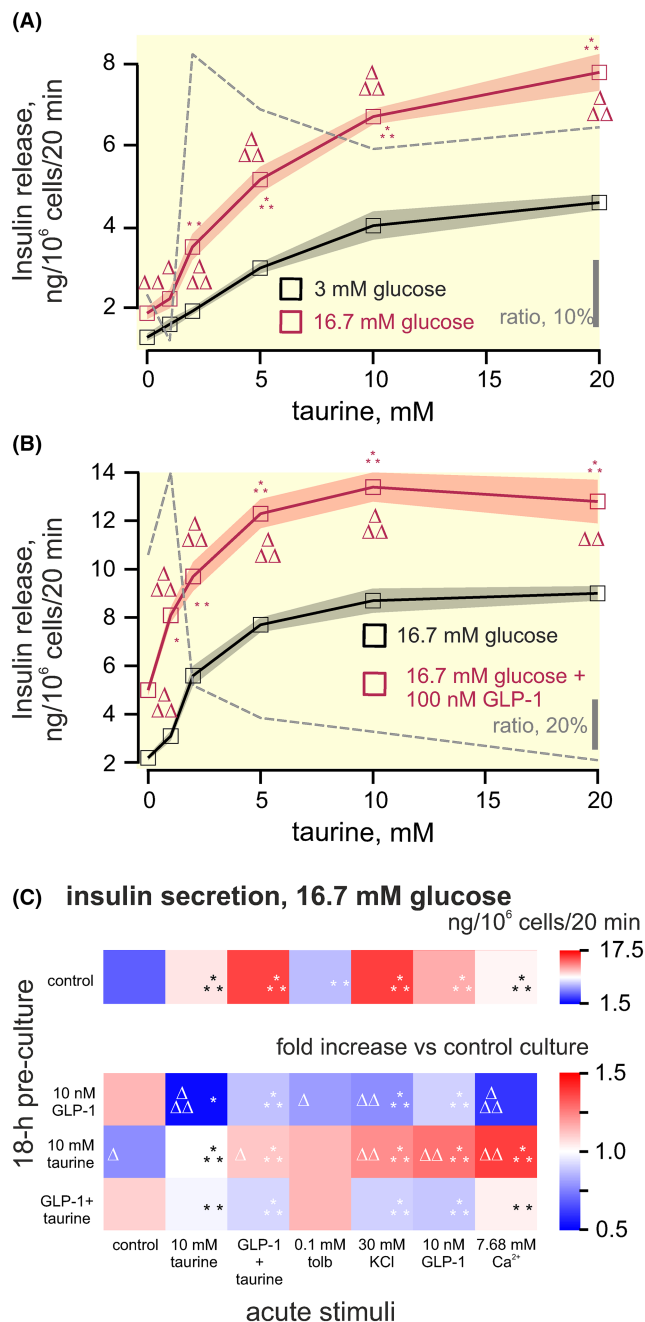 (A)
Insulin release,
ng/10⁶ cells/20 min
8
6
4
2
* * *
Δ Δ Δ
* * *
Δ Δ Δ
Δ Δ Δ
* * *
* *
Δ Δ Δ
Δ Δ Δ
3 mM glucose
16.7 mM glucose
ratio, 10%
0 5 10 15 20
taurine, mM
(B)
Insulin release,
ng/10⁶ cells/20 min
14
12
10
8
6
4
2
* * *
* * *
* * *
Δ Δ Δ
Δ Δ Δ
Δ Δ Δ
Δ Δ
Δ Δ Δ
* *
*
Δ Δ Δ
16.7 mM glucose
16.7 mM glucose +
100 nM GLP-1
ratio, 20%
0 5 10 15 20
taurine, mM
(C) insulin secretion, 16.7 mM glucose
ng/10⁶ cells/20 min
control
* * *
* * *
* *
* * *
* * *
* * *
17.5
1.5
fold increase vs control culture
18-h pre-culture
10 nM
GLP-1
Δ Δ Δ *
* * *
Δ
Δ Δ * * *
* * *
Δ Δ Δ
10 mM
taurine
Δ
* * *
Δ * * *
Δ Δ * * *
Δ Δ * * *
Δ Δ * * *
GLP-1+
taurine
* *
* * *
* * *
* * *
* *
1.5
1.0
0.5
control
10 mM
taurine
GLP-1
+
taurine
0.1 mM
tolb
30 mM
KCl
10 nM
GLP-1
7.68 mM
Ca²⁺
acute stimuli